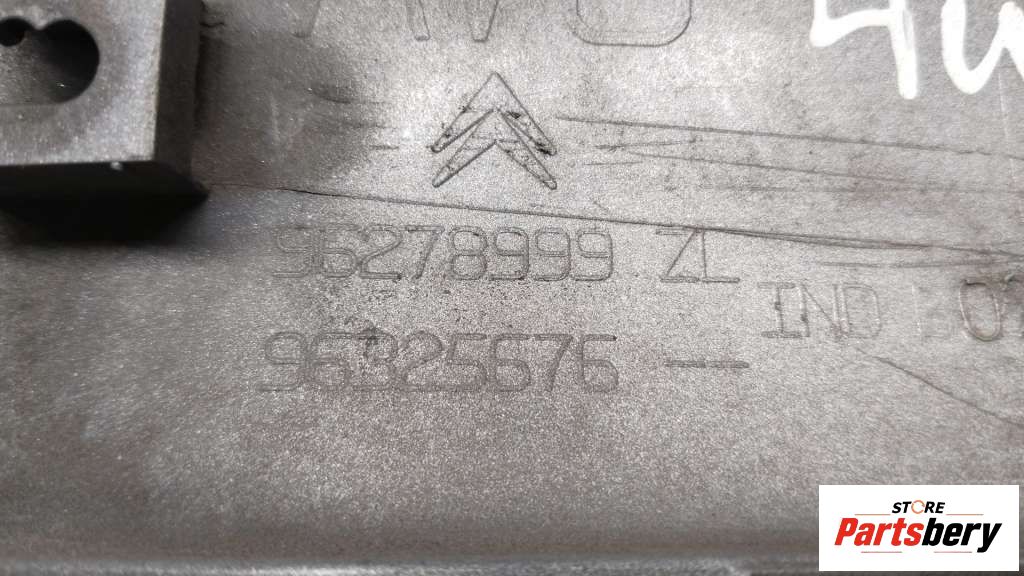 96278999 ZL
IND
96325676 --
STORE
Partsbery